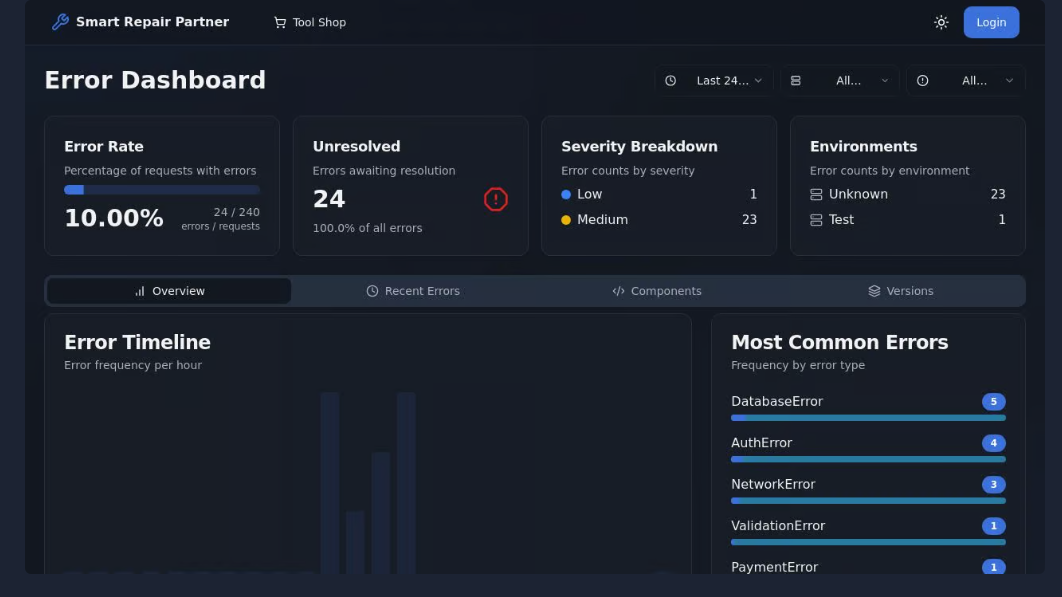 Smart Repair Partner
Tool Shop
Login
Error Dashboard
Last 24...
All...
All...
Error Rate
Percentage of requests with errors
10.00%
24 / 240
errors / requests
Unresolved
Errors awaiting resolution
24
100.0% of all errors
Severity Breakdown
Error counts by severity
Low 1
Medium 23
Environments
Error counts by environment
Unknown 23
Test 1
Overview
Recent Errors
Components
Versions
Error Timeline
Error frequency per hour
Most Common Errors
Frequency by error type
DatabaseError 5
AuthError 4
NetworkError 3
ValidationError 1
PaymentError 1